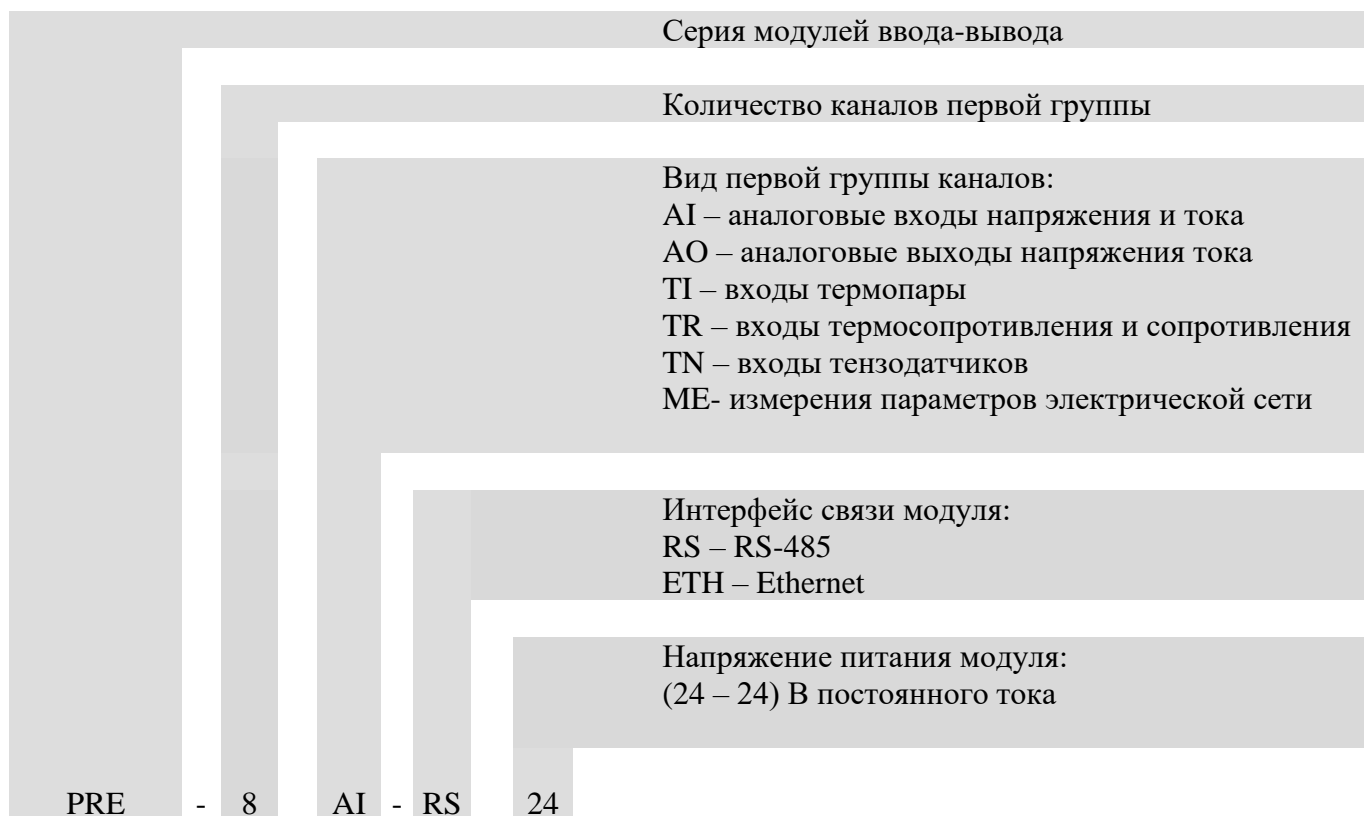 Серия модулей ввода-вывода
Количество каналов первой группы
Вид первой группы каналов:
AI – аналоговые входы напряжения и тока
AO – аналоговые выходы напряжения тока
TI – входы термопары
TR – входы термосопротивления и сопротивления
TN – входы тензодатчиков
ME- измерения параметров электрической сети
Интерфейс связи модуля:
RS – RS-485
ETH – Ethernet
Напряжение питания модуля:
(24 – 24) В постоянного тока
PRE - 8 AI - RS 24